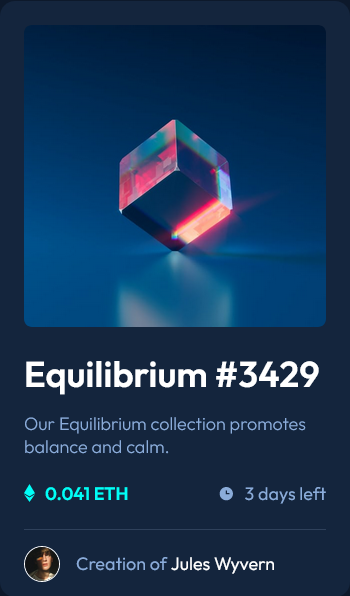 Equilibrium #3429
Our Equilibrium collection promotes
balance and calm.
0.041 ETH
3 days left
Creation of Jules Wyvern